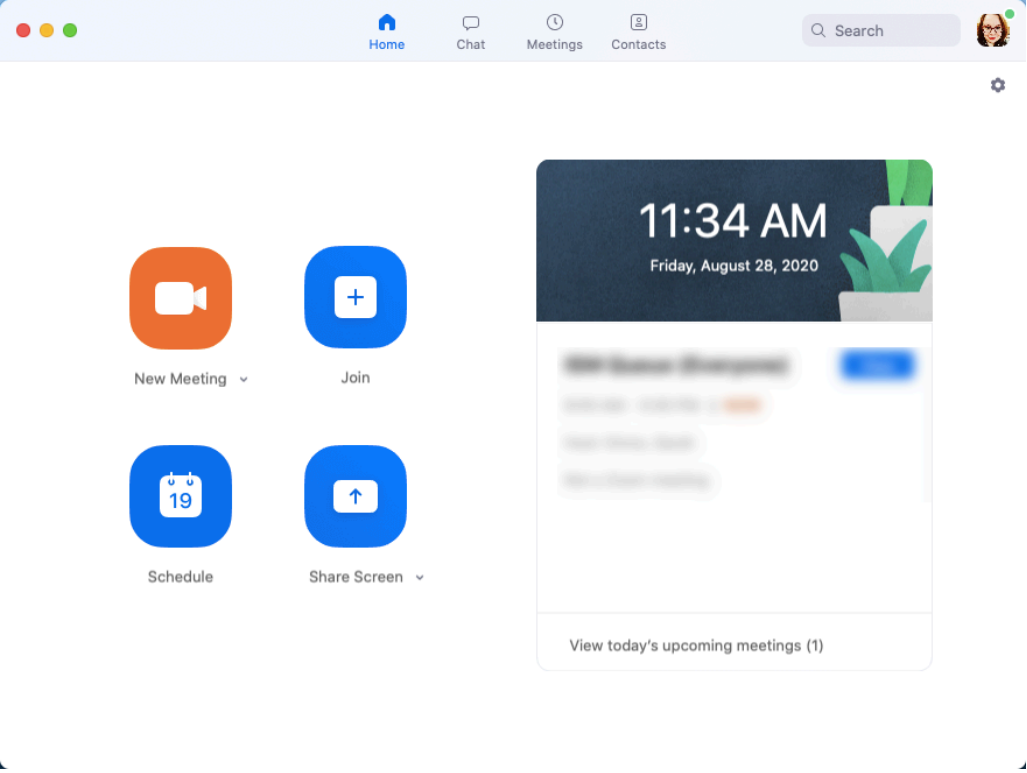 Home
Chat
Meetings
Contacts
Search
11:34 AM
Friday, August 28, 2020
New Meeting
Join
19
Schedule
Share Screen
View today's upcoming meetings (1)